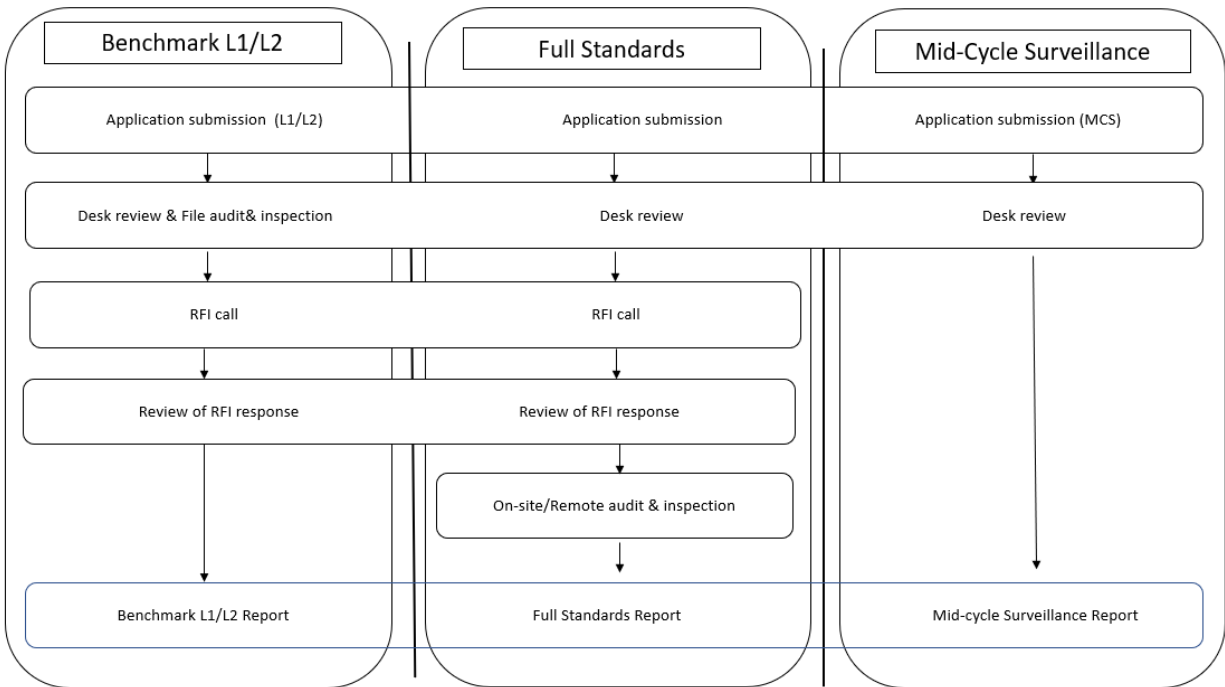 Benchmark L1/L2
Full Standards
Mid-Cycle Surveillance
Application submission (L1/L2)
Application submission
Application submission (MCS)
Desk review & File audit& inspection
Desk review
Desk review
RFI call
RFI call
Review of RFI response
Review of RFI response
On-site/Remote audit & inspection
Benchmark L1/L2 Report
Full Standards Report
Mid-cycle Surveillance Report